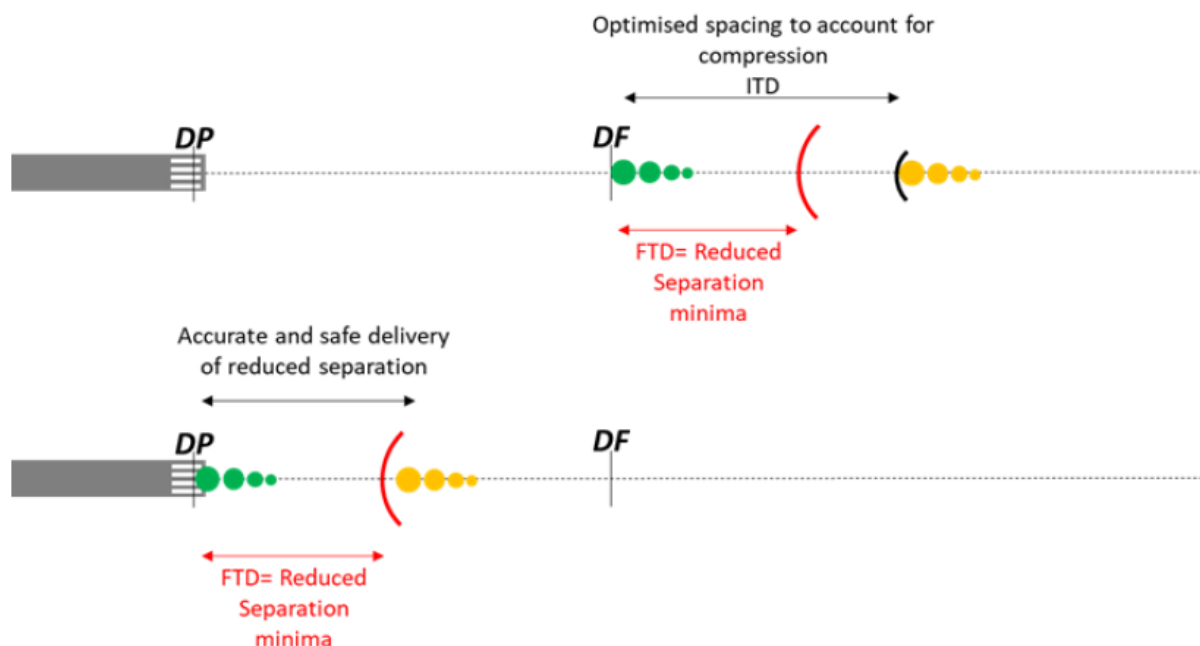 Optimised spacing to account for
compression
ITD
DP
DF
FTD= Reduced
Separation
minima
Accurate and safe delivery
of reduced separation
DP
DF
FTD= Reduced
Separation
minima